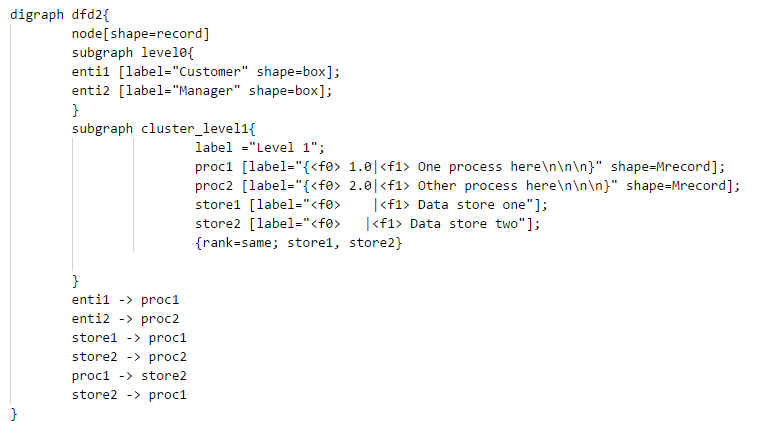 digraph dfd2{
        node[shape=record]
        subgraph level0{
        enti1 [label="Customer" shape=box];
        enti2 [label="Manager" shape=box];
        }
        subgraph cluster_level1{
                        label ="Level 1";
                        proc1 [label="{<f0> 1.0|<f1> One process here\n\n\n}" shape=Mrecord];
                        proc2 [label="{<f0> 2.0|<f1> Other process here\n\n\n}" shape=Mrecord];
                        store1 [label="<f0>    |<f1> Data store one"];
                        store2 [label="<f0>   |<f1> Data store two"];
                        {rank=same; store1, store2}
        }
        enti1 -> proc1
        enti2 -> proc2
        store1 -> proc1
        store2 -> proc2
        proc1 -> store2
        store2 -> proc1
}